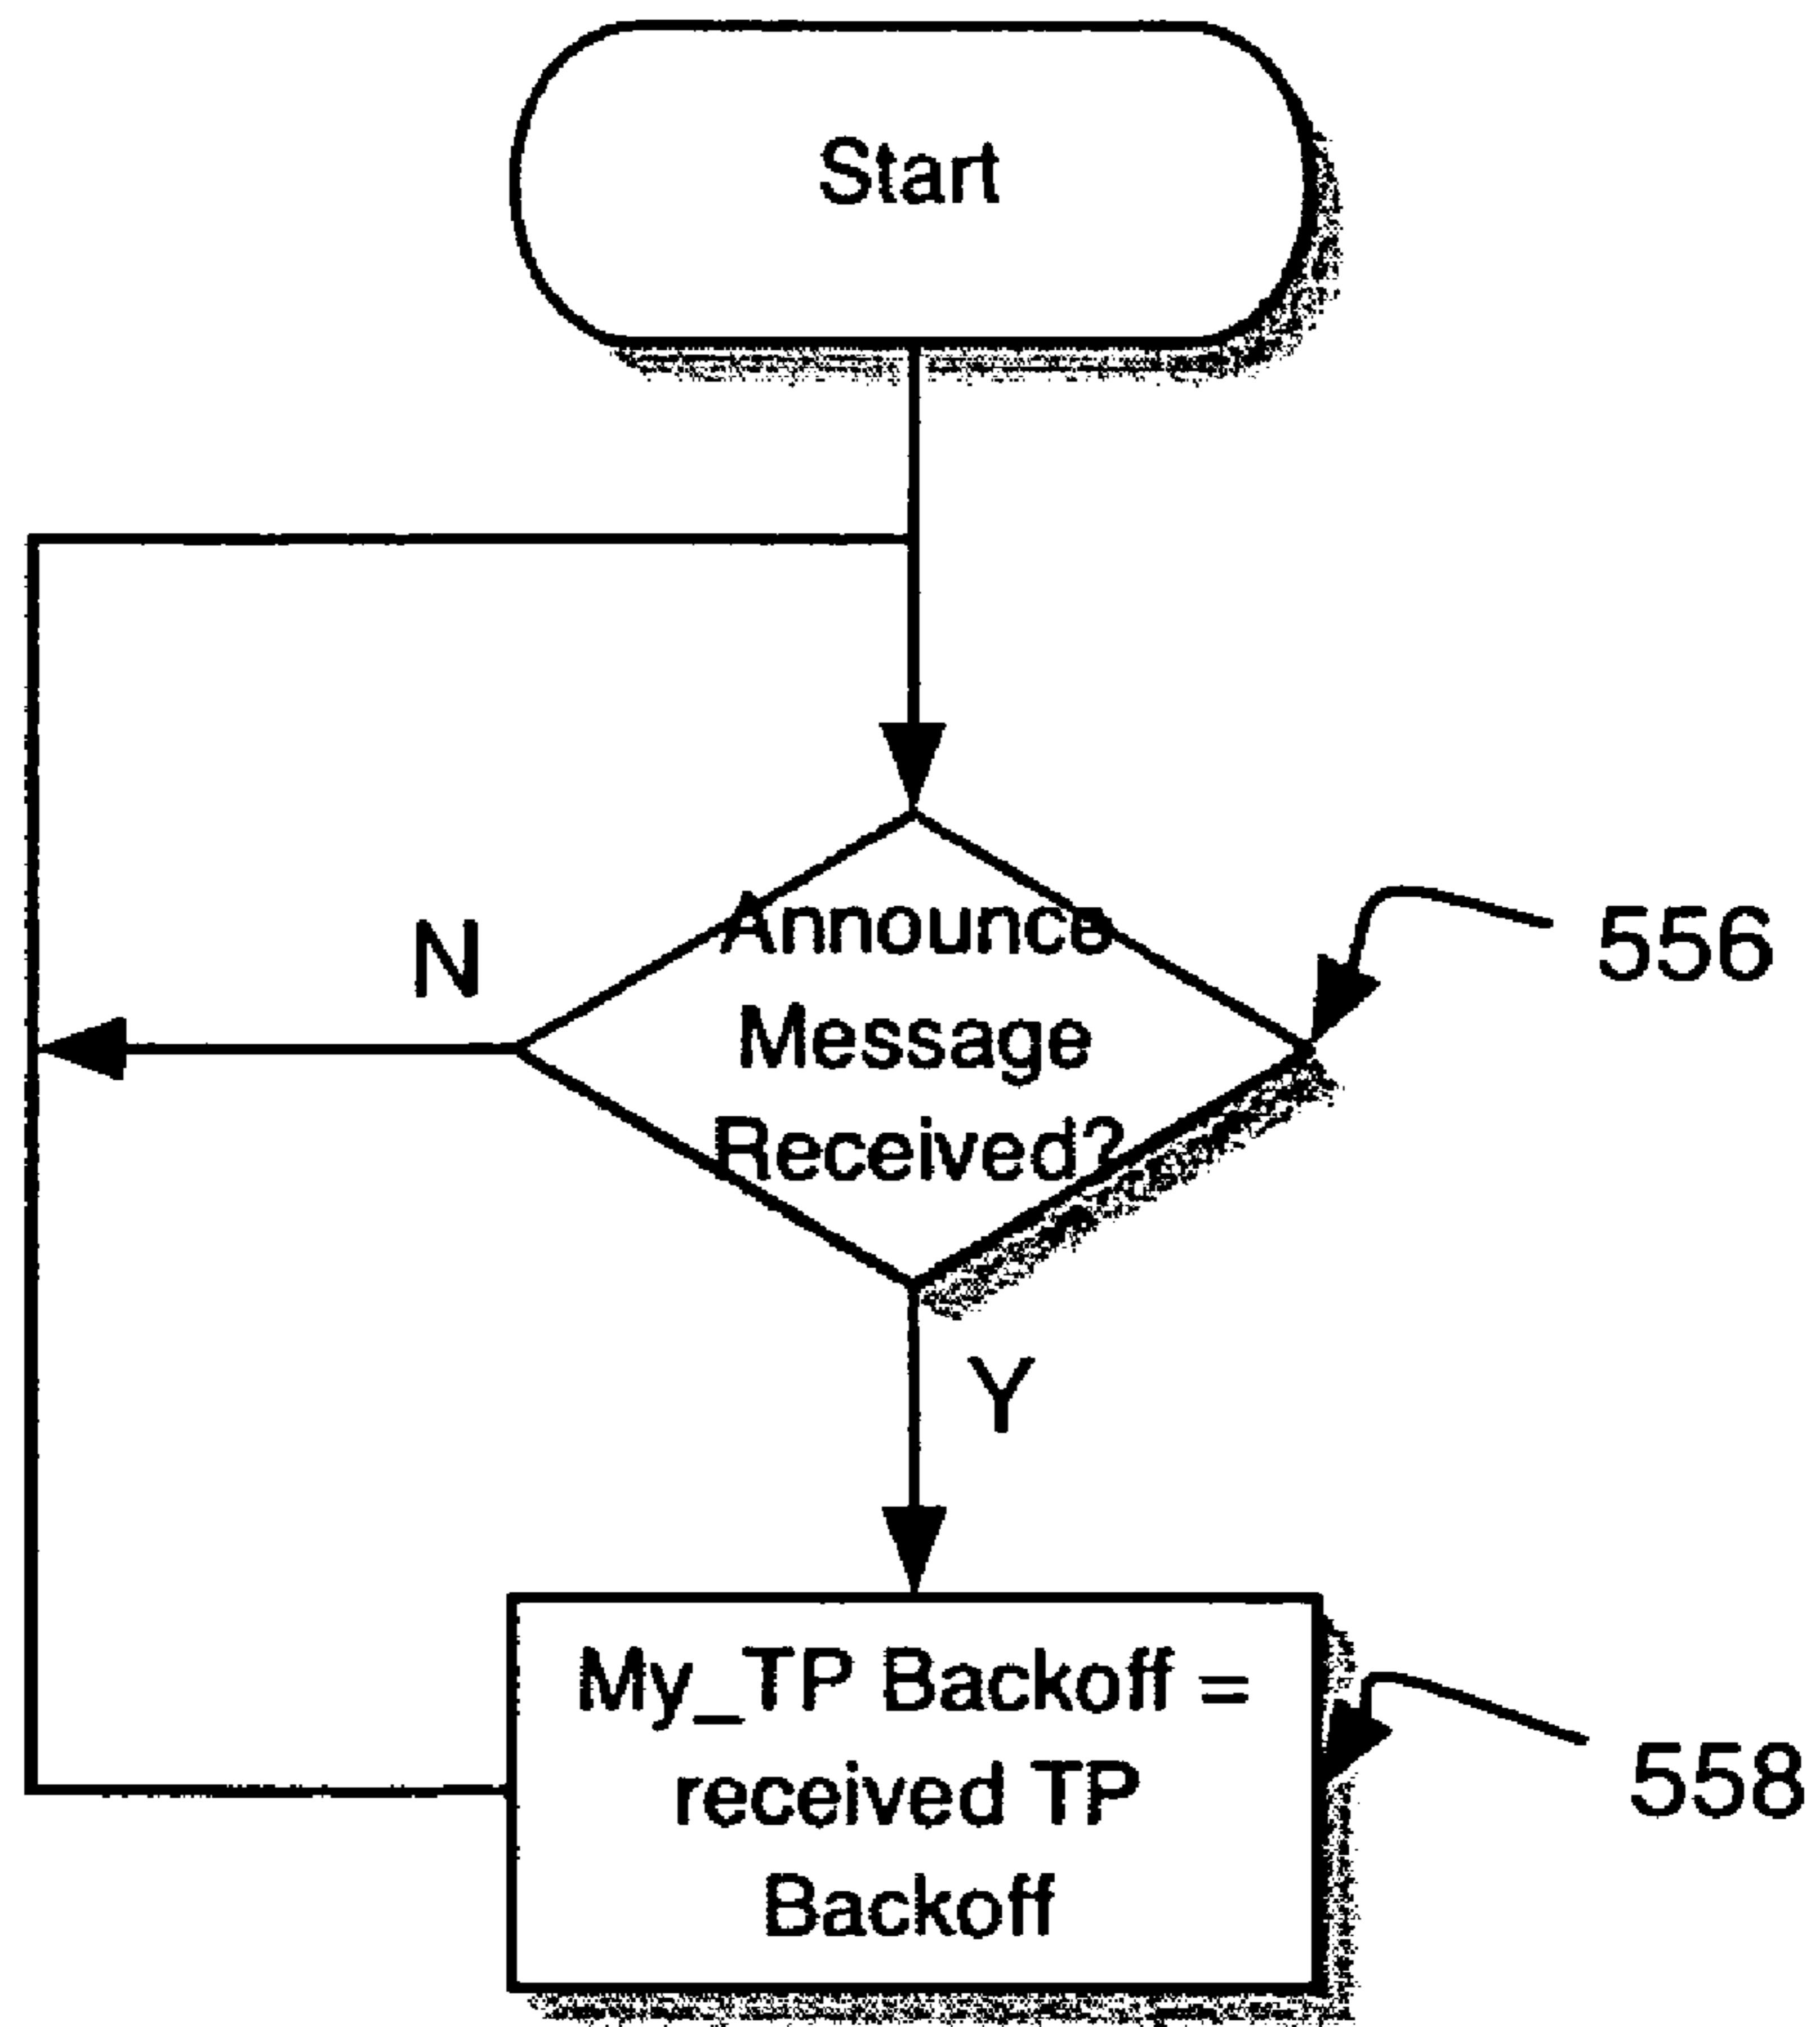 Start
N
Announce
Message
Received?
556
Y
My_TP Backoff =
received TP
Backoff
558